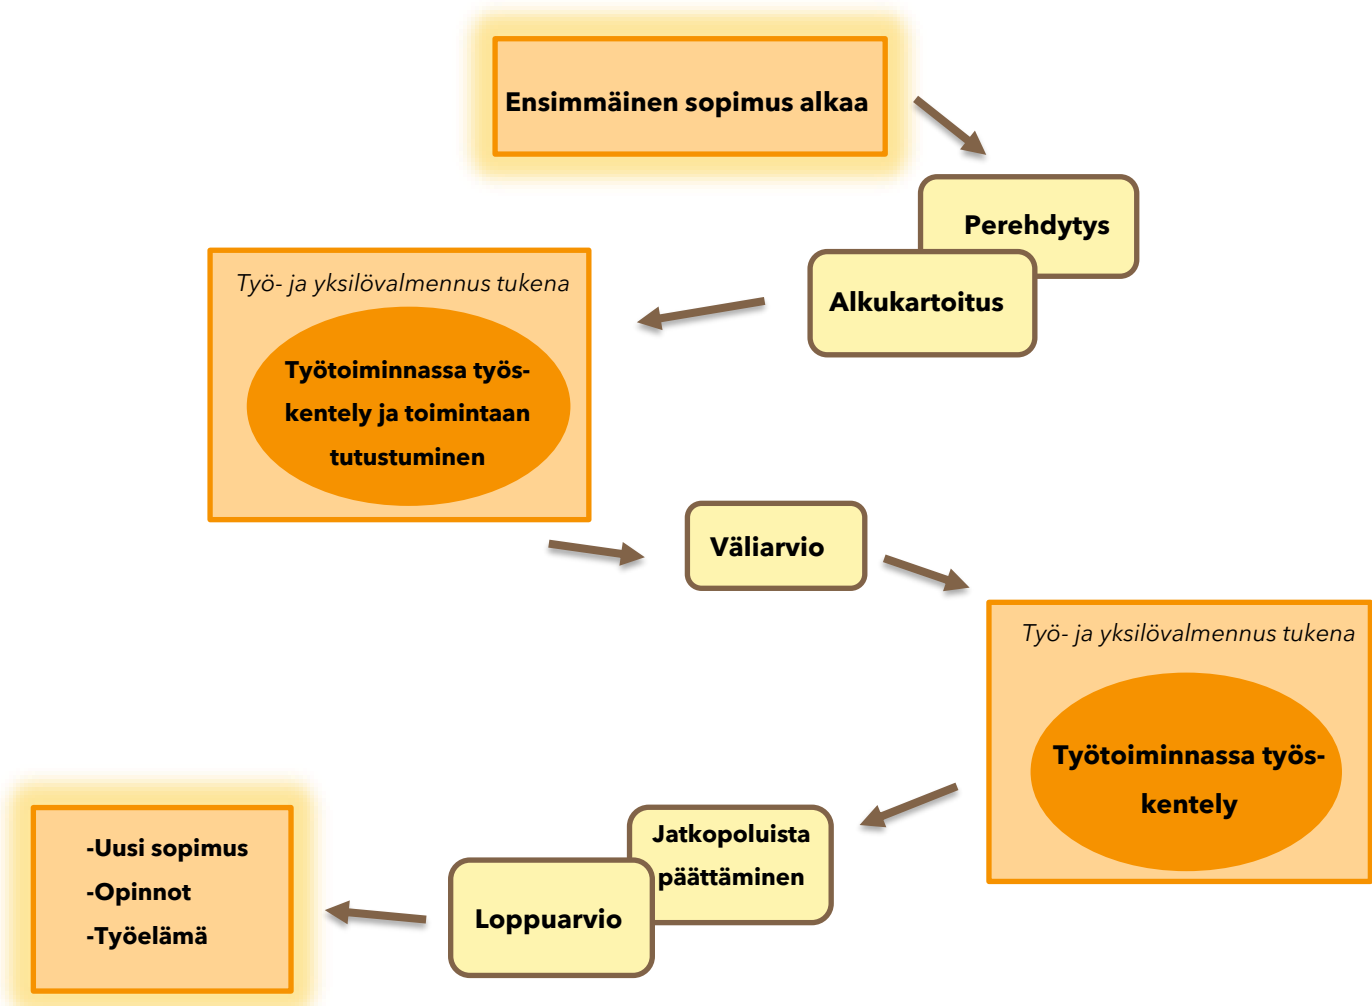 Ensimmäinen sopimus alkaa
Perehdytys
Alkukartoitus
Työ- ja yksilövalmennus tukena
Työtoiminnassa työs-
kentely ja toimintaan
tutustuminen
Väliarvio
Työ- ja yksilövalmennus tukena
Työtoiminnassa työs-
kentely
Jatkopoluista
päättäminen
Loppuarvio
-Uusi sopimus
-Opinnot
-Työelämä